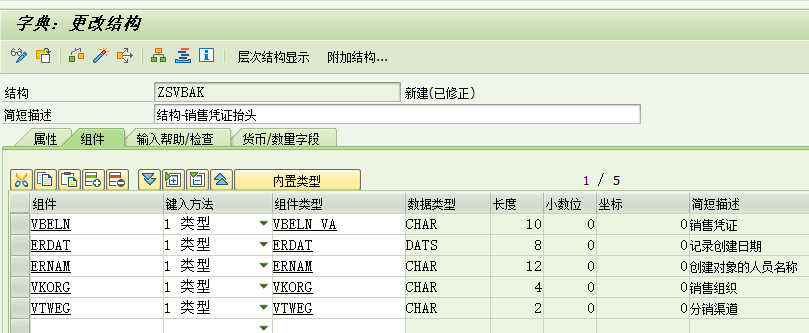 字典：更改结构
层次结构显示 附加结构...
结构 ZSVBAK 新建(已修正)
简短描述 结构-销售凭证抬头
属性 组件 输入帮助/检查 货币/数量字段
内置类型 1 / 5
组件 键入方法 组件类型 数据类型 长度 小数位 坐标 简短描述
VBELN 1 类型 VBELN_VA CHAR 10 0 0 销售凭证
ERDAT 1 类型 ERDAT DATS 8 0 0 记录创建日期
ERNAM 1 类型 ERNAM CHAR 12 0 0 创建对象的人员名称
VKORG 1 类型 VKORG CHAR 4 0 0 销售组织
VTWEG 1 类型 VTWEG CHAR 2 0 0 分销渠道